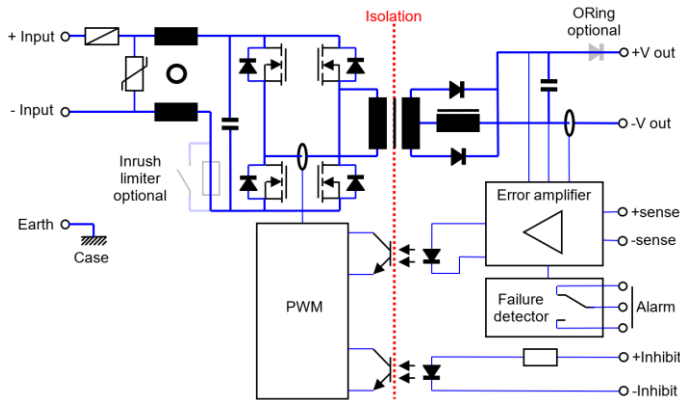 Isolation
ORing
optional
+ Input
+V out
- Input
-V out
Inrush
limiter
optional
Error amplifier
+sense
-sense
Earth
Case
PWM
Failure
detector
Alarm
+Inhibit
-Inhibit